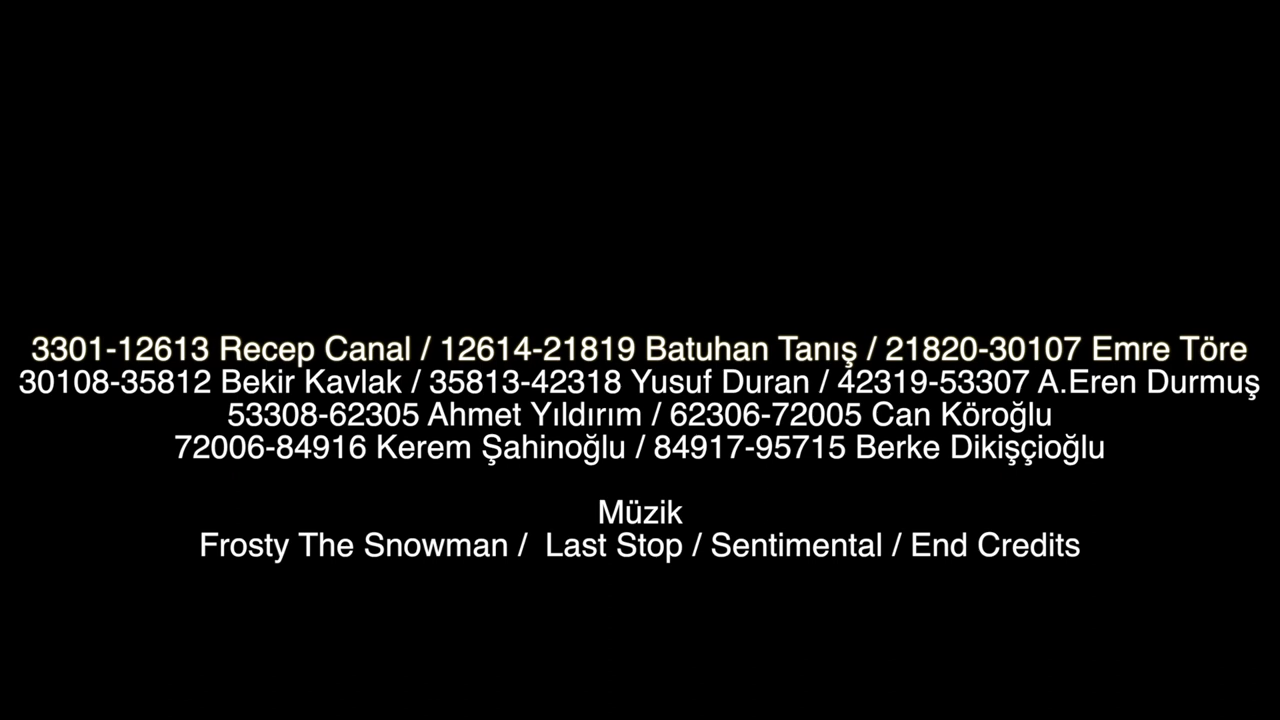 3301-12613 Recep Canal / 12614-21819 Batuhan Tanış / 21820-30107 Emre Töre
30108-35812 Bekir Kavlak / 35813-42318 Yusuf Duran / 42319-53307 A.Eren Durmuş
53308-62305 Ahmet Yıldırım / 62306-72005 Can Köroğlu
72006-84916 Kerem Şahinoğlu / 84917-95715 Berke Dikişçioğlu
Müzik
Frosty The Snowman /  Last Stop / Sentimental / End Credits